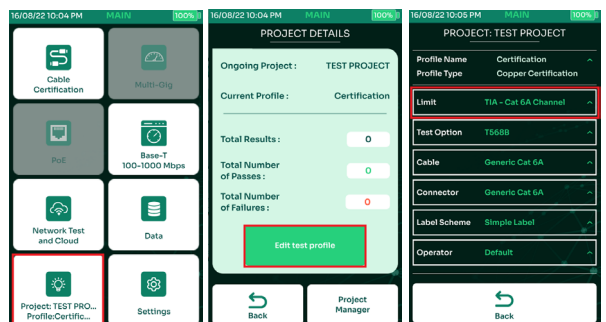 16/08/22 10:04 PM MAIN 100%
Cable
Certification
Multi-Gig
PoE
Base-T
100-1000 Mbps
Network Test
and Cloud
Data
Project: TEST PRO...
Profile:Certific...
Settings
16/08/22 10:04 PM MAIN 100%
PROJECT DETAILS
Ongoing Project : TEST PROJECT
Current Profile : Certification
Total Results : 0
Total Number
of Passes : 0
Total Number
of Failures : 0
Edit test profile
Back
Project
Manager
16/08/22 10:05 PM MAIN 100%
PROJECT: TEST PROJECT
Profile Name Certification
Profile Type Copper Certification
Limit TIA - Cat 6A Channel
Test Option T568B
Cable Generic Cat 6A
Connector Generic Cat 6A
Label Scheme Simple Label
Operator Default
Back